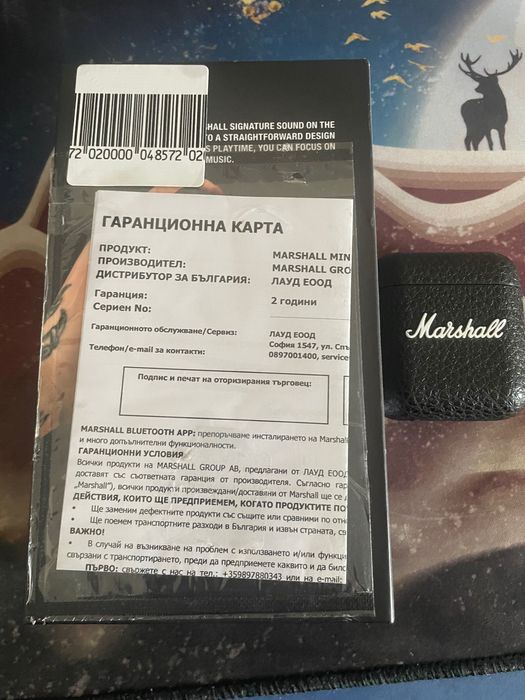 HALL SIGNATURE SOUND ON THE
TO A STRAIGHTFORWARD DESIGN
S PLAYTIME, YOU CAN FOCUS ON
MUSIC.
72 020000 048572 02
ГАРАНЦИОННА КАРТА
ПРОДУКТ: MARSHALL MIN
ПРОИЗВОДИТЕЛ: MARSHALL GRO
ДИСТРИБУТОР ЗА БЪЛГАРИЯ: ЛАУД ЕООД
Гаранция: 2 години
Сериен No:
Гаранционното обслужване/Сервиз: ЛАУД ЕООД
София 1547, ул. Спъ
Телефон/e-mail за контакти: 0897001400, service
Подпис и печат на оторизирания търговец:
MARSHALL BLUETOOTH APP: препоръчваме инсталирането на Marshal
и много допълнителни функционалности.
ГАРАНЦИОННИ УСЛОВИЯ
Всички продукти на MARSHALL GROUP AB, предлагани от ЛАУД ЕООД
доставят със съответната гаранция от производителя. Съгласно гар
„Marshall"), всички продукти произвеждани/доставяни от Marshall ще се д
ДЕЙСТВИЯ, КОИТО ЩЕ ПРЕДПРИЕМЕМ, КОГАТО ПРОДУКТИТЕ ПО
• Ще заменим дефектните продукти със същите или сравними по отн
• Ще поемем транспортните разходи в България и извън страната, св
ВАЖНО!
• В случай на възникване на проблем с използването и/или функци
свързани с транспортирането, преди да предприемете каквито и да било
ПЪРВО: свържете с нас на тел.: +359897880343 или на e-mail:
Marshall